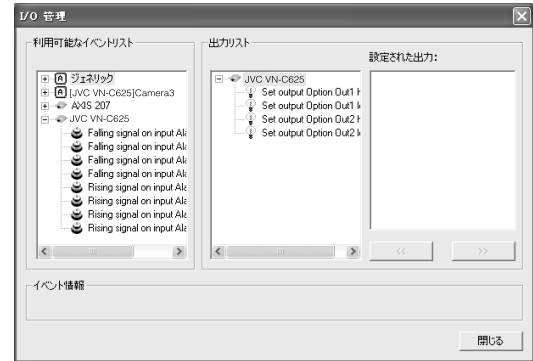 I/O 管理
利用可能なイベントリスト
ジェネリック
[JVC VN-C625]Camera3
AXIS 207
JVC VN-C625
Falling signal on input Ala
Falling signal on input Ala
Falling signal on input Ala
Falling signal on input Ala
Rising signal on input Ala
Rising signal on input Ala
Rising signal on input Ala
Rising signal on input Ala
出力リスト
JVC VN-C625
Set output Option Out1 h
Set output Option Out1 lo
Set output Option Out2 h
Set output Option Out2 lo
設定された出力:
<<
>>
イベント情報
閉じる